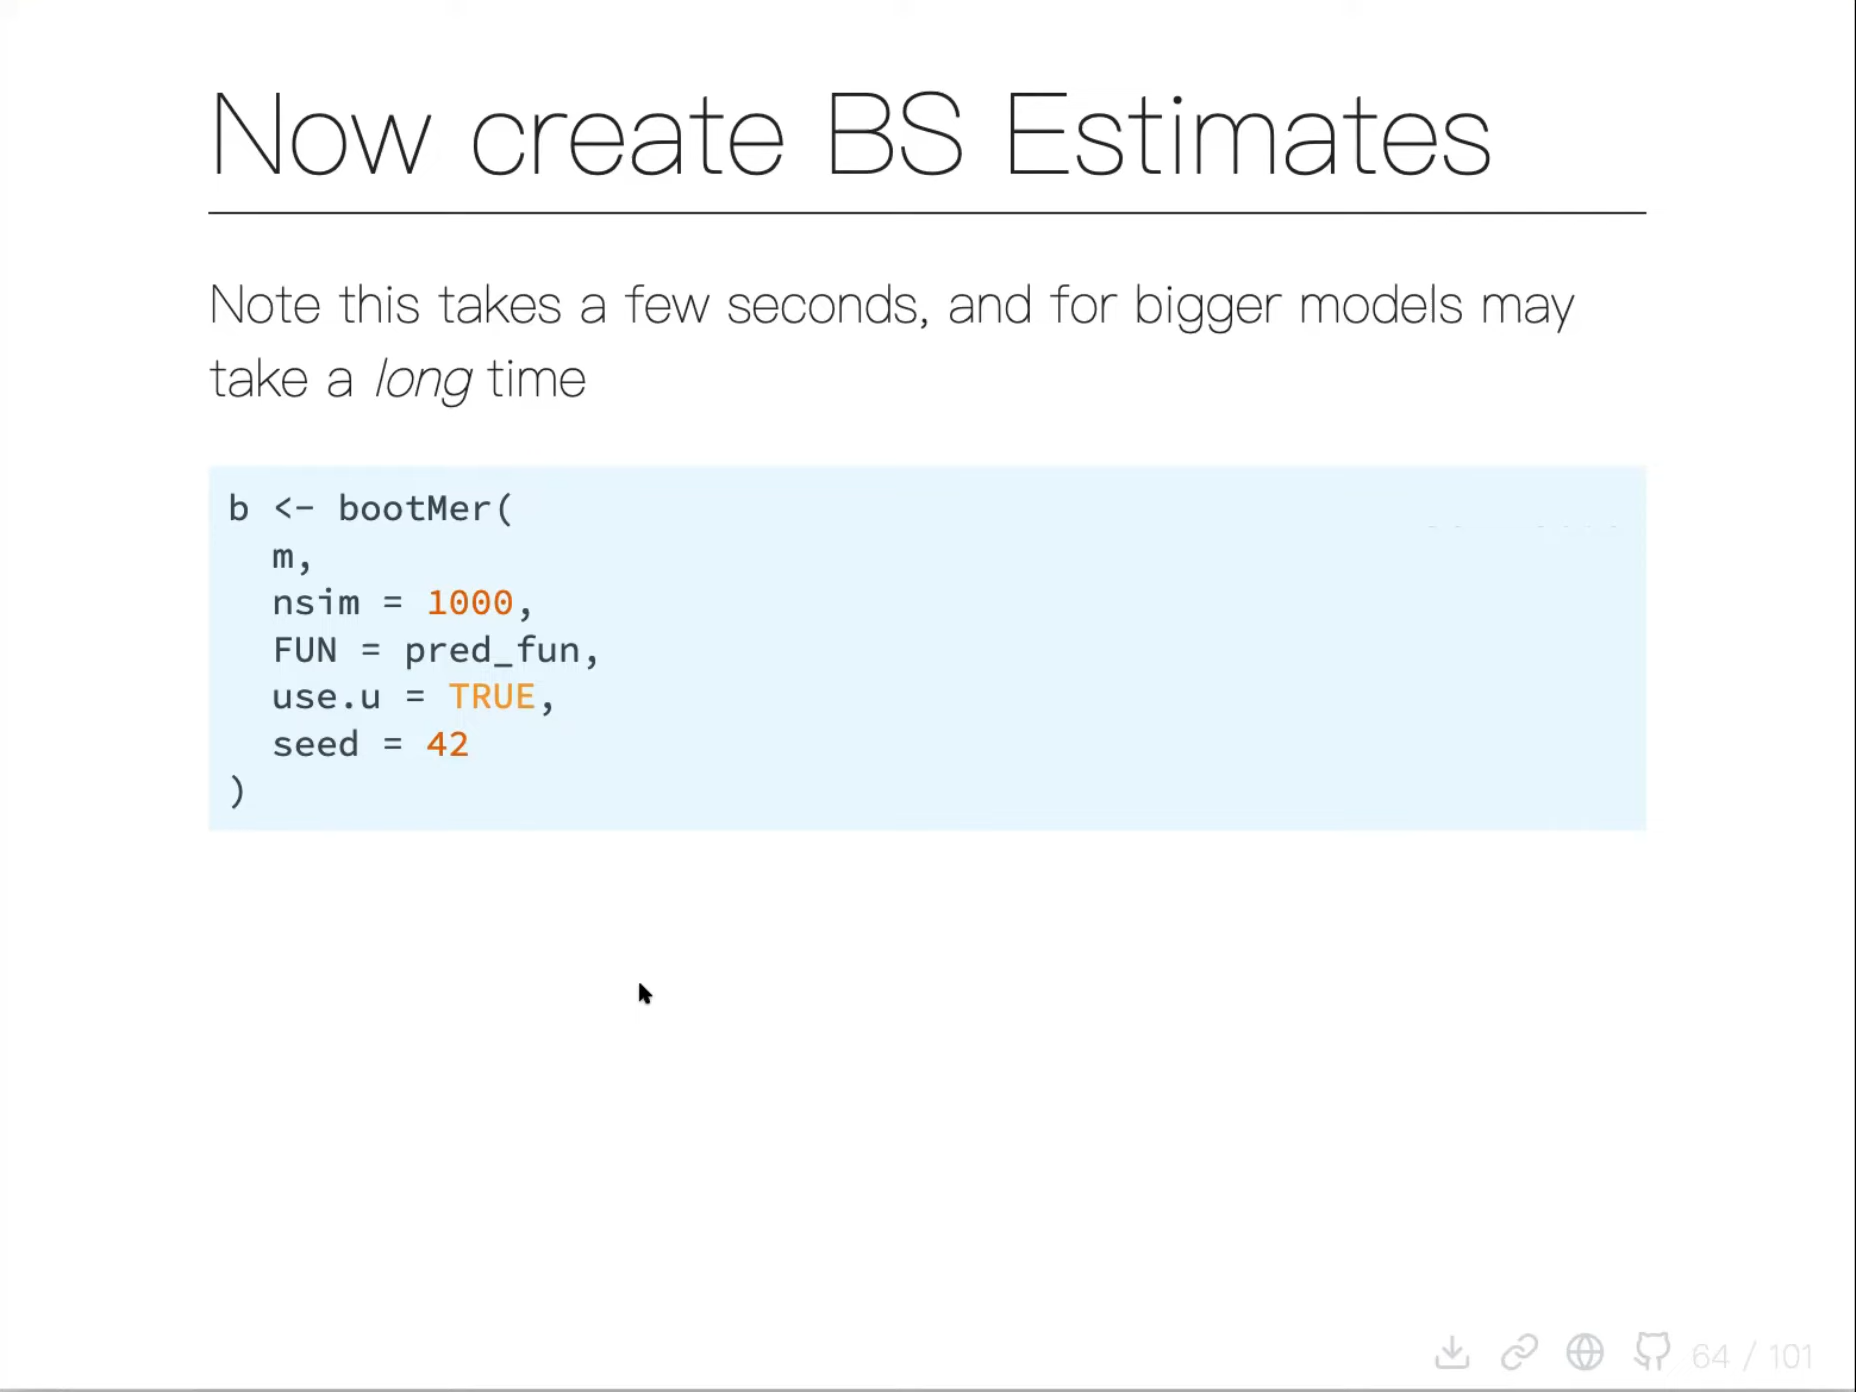 Now create BS Estimates
Note this takes a few seconds, and for bigger models may
take a long time
b <- bootMer(
  m,
  nsim = 1000,
  FUN = pred_fun,
  use.u = TRUE,
  seed = 42
)
64 / 101